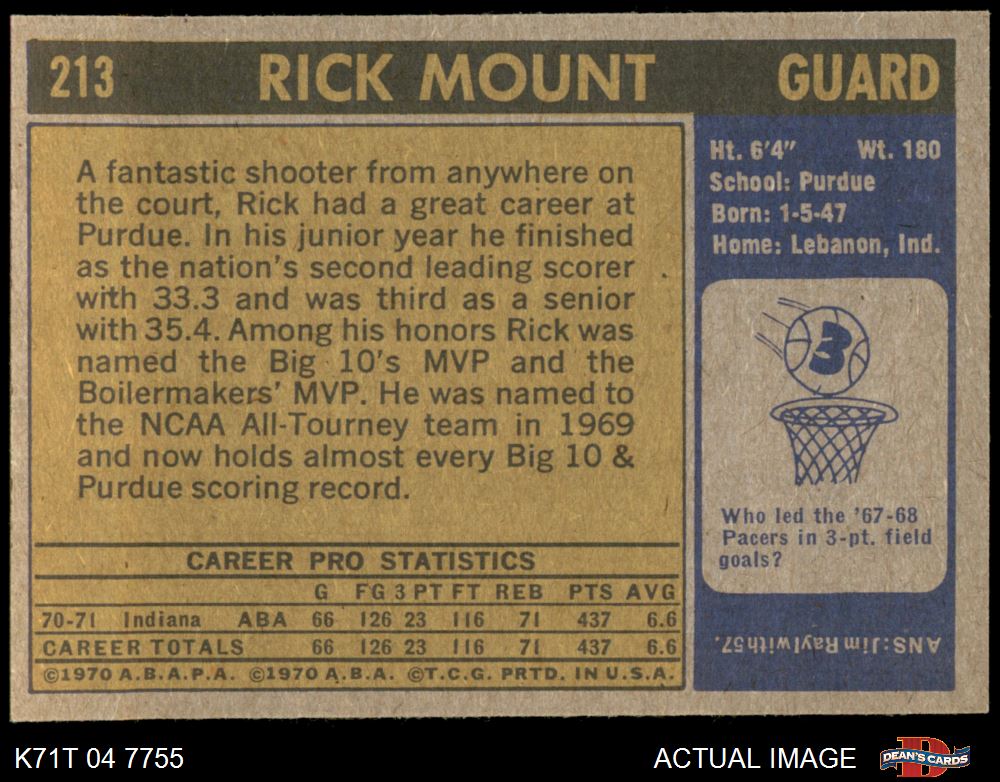 213 RICK MOUNT GUARD
A fantastic shooter from anywhere on
the court, Rick had a great career at
Purdue. In his junior year he finished
as the nation's second leading scorer
with 33.3 and was third as a senior
with 35.4. Among his honors Rick was
named the Big 10's MVP and the
Boilermakers' MVP. He was named to
the NCAA All-Tourney team in 1969
and now holds almost every Big 10 &
Purdue scoring record.
CAREER PRO STATISTICS
G FG 3 PT FT REB PTS AVG
70-71 Indiana ABA 66 126 23 116 71 437 6.6
CAREER TOTALS 66 126 23 116 71 437 6.6
©1970 A.B.A.P.A. ©1970 A.B.A. ©T.C.G. PRTD. IN U.S.A.
Ht. 6'4" Wt. 180
School: Purdue
Born: 1-5-47
Home: Lebanon, Ind.
3
Who led the '67-68
Pacers in 3-pt. field
goals?
ANS: Jim Rayl with 57.
K71T 04 7755 ACTUAL IMAGE
D
DEAN'S CARDS